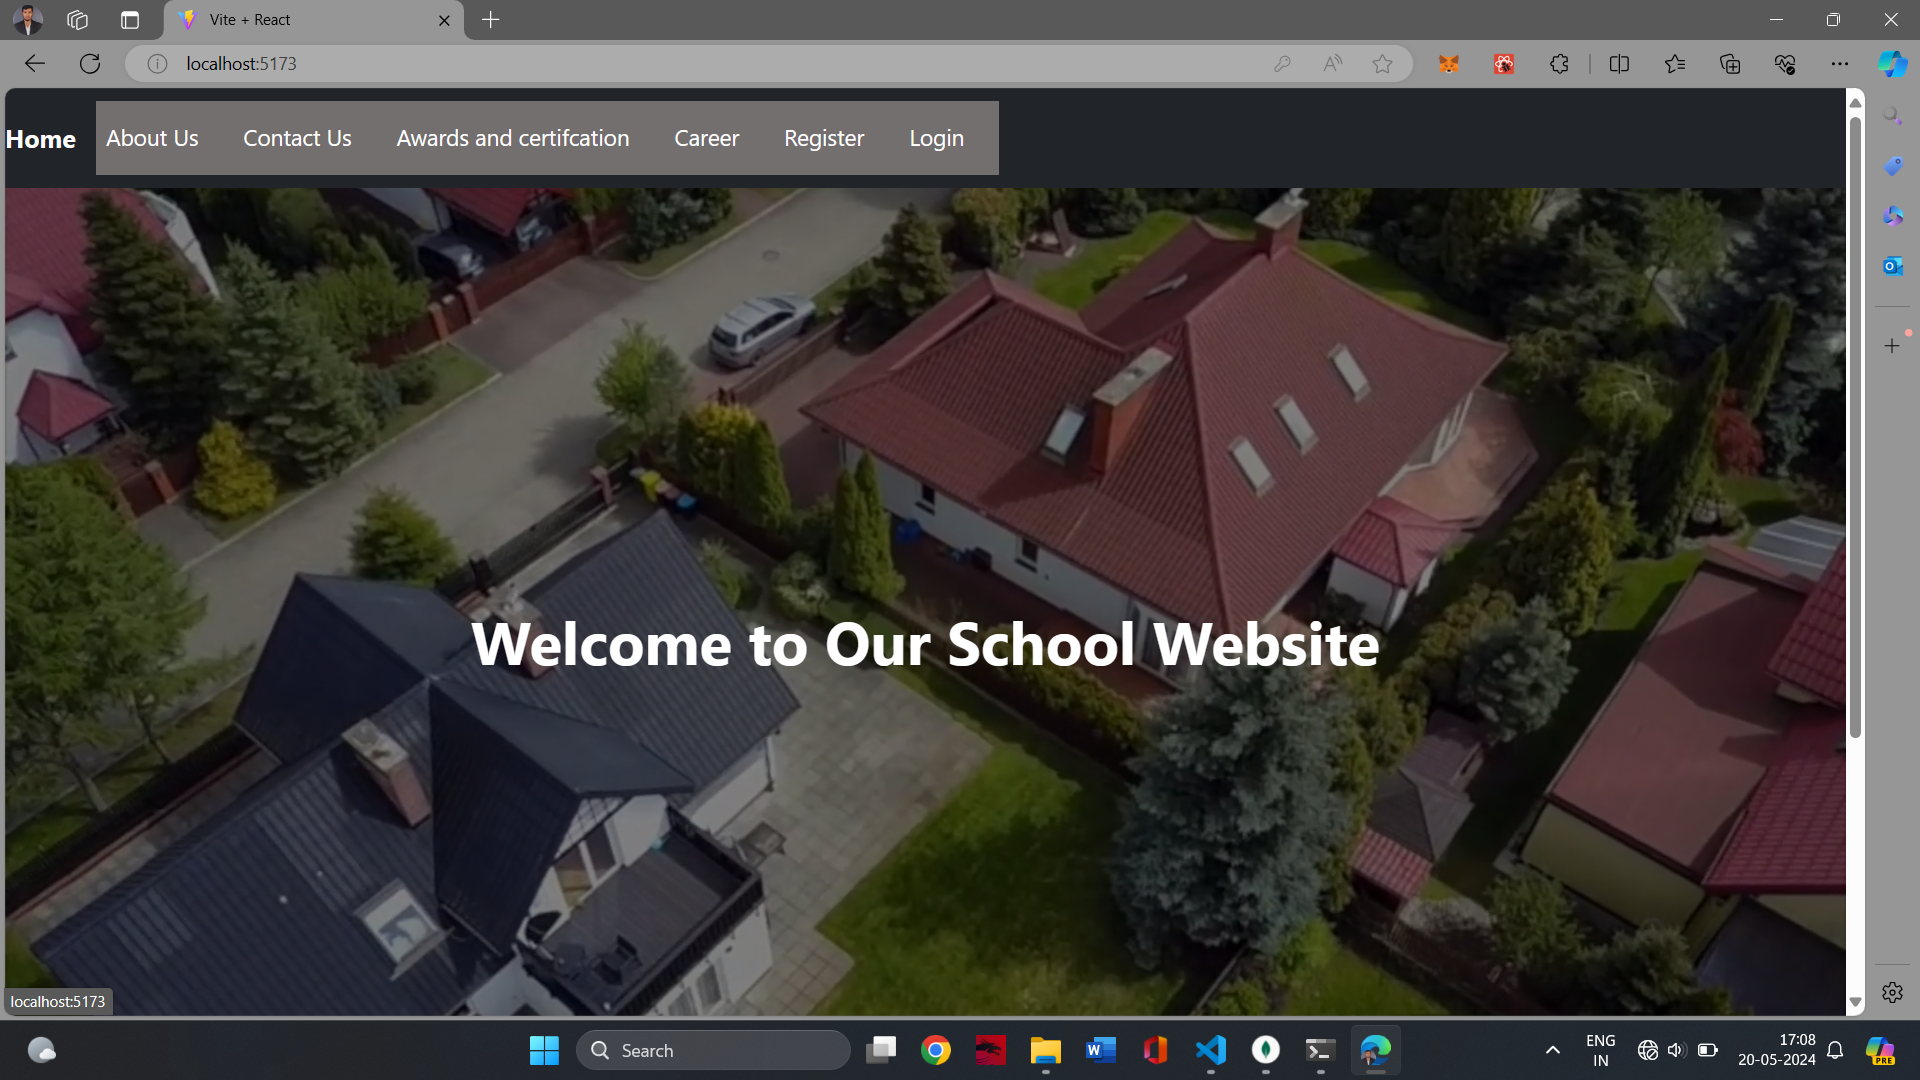 Vite + React
localhost:5173
Home
About Us
Contact Us
Awards and certifcation
Career
Register
Login
Welcome to Our School Website
localhost:5173
Search
ENG
IN
17:08
20-05-2024
PRE